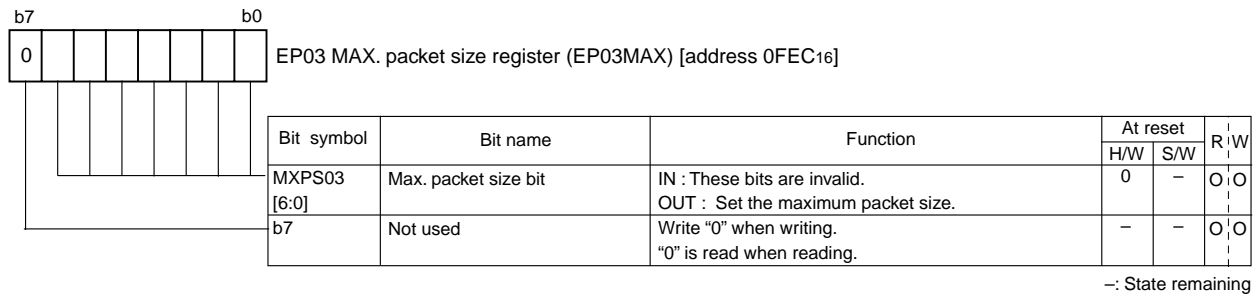 b7 b0
0 EP03 MAX. packet size register (EP03MAX) [address 0FEC16]
Bit symbol Bit name Function At reset R W
H/W S/W
MXPS03 Max. packet size bit IN : These bits are invalid. 0 – O O
[6:0] OUT : Set the maximum packet size.
b7 Not used Write “0” when writing. – – O O
“0” is read when reading.
–: State remaining